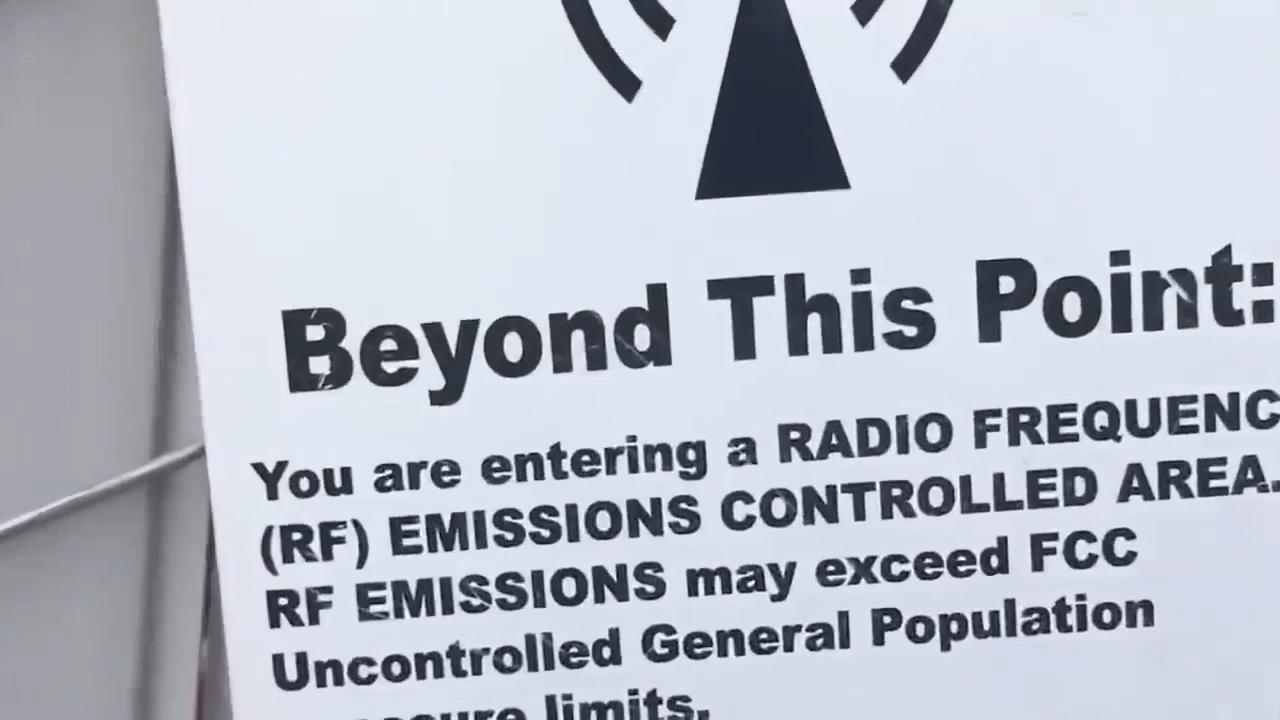 Beyond This Point:
You are entering a RADIO FREQUENC
(RF) EMISSIONS CONTROLLED AREA.
RF EMISSIONS may exceed FCC
Uncontrolled General Population
limits.